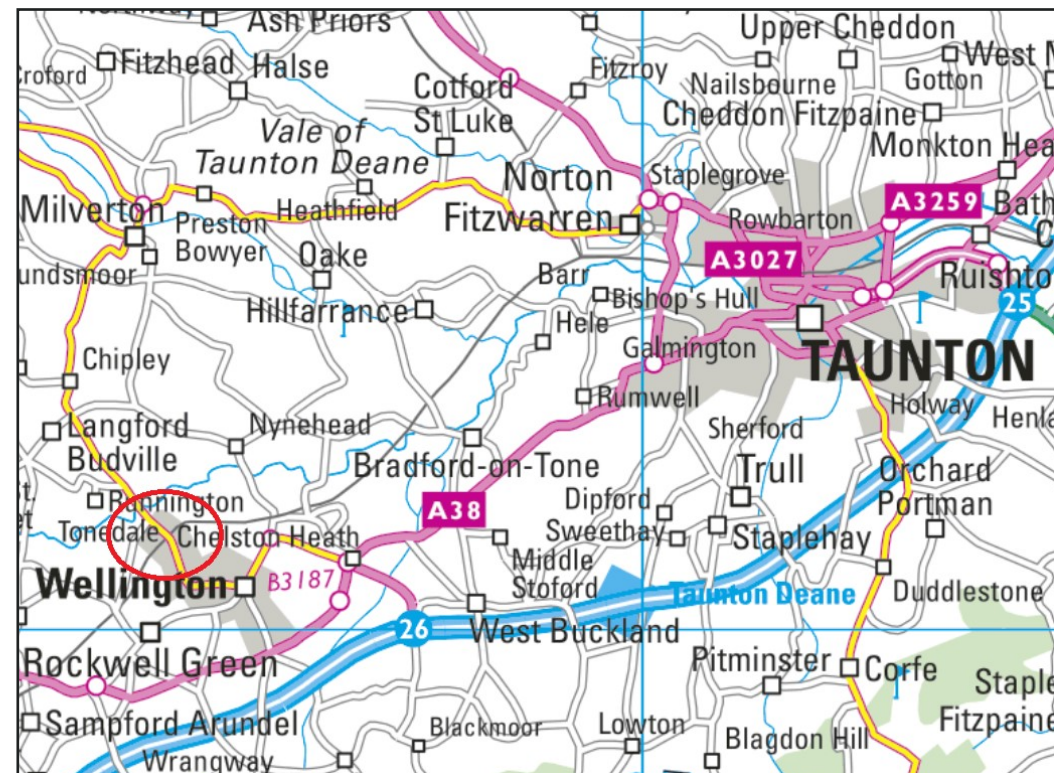 Ash Priors
Upper Cheddon
Fitzhead
Halse
Fitzroy
Nailsbourne
Gotton
West M
Croford
Cotford
St Luke
Cheddon Fitzpaine
Vale of
Taunton Deane
Monkton Hea
Norton
Fitzwarren
Staplegrove
A3259
Milverton
Preston
Bowyer
Heathfield
Rowbarton
Bath
A3027
Oake
Barr
Bishop's Hull
Ruishto
25
undsmoor
Hillfarrance
Hele
Galmington
TAUNTON
Chipley
Rumwell
Holway
Henla
Langford
Budville
Nynehead
Sherford
Bradford-on-Tone
Trull
Orchard
Portman
Runnington
A38
Dipford
Sweethay
Staplehay
Tonedale
Chelston Heath
Middle
Stoford
Wellington
B3187
Taunton Deane
Duddlestone
26
West Buckland
Rockwell Green
Pitminster
Corfe
Staple
Fitzpaine
Sampford Arundel
Blackmoor
Lowton
Blagdon Hill
Wrangway